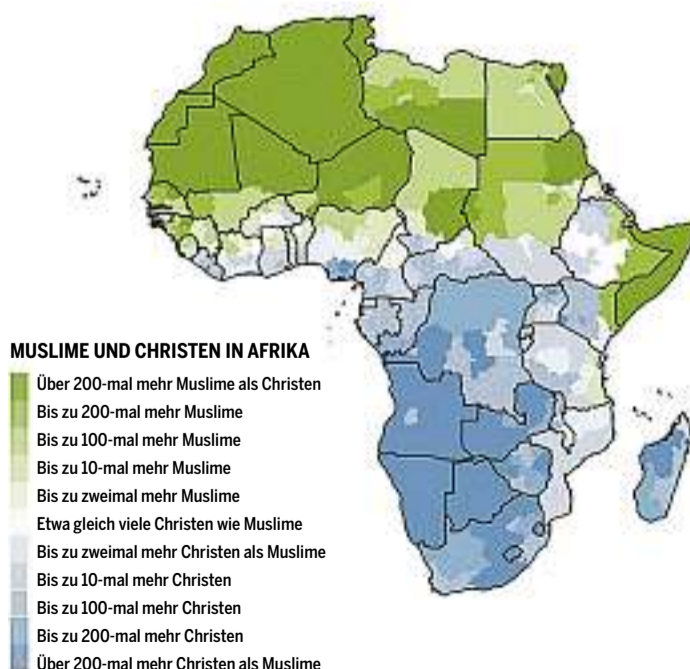 MUSLIME UND CHRISTEN IN AFRIKA
Über 200-mal mehr Muslime als Christen
Bis zu 200-mal mehr Muslime
Bis zu 100-mal mehr Muslime
Bis zu 10-mal mehr Muslime
Bis zu zweimal mehr Muslime
Etwa gleich viele Christen wie Muslime
Bis zu zweimal mehr Christen als Muslime
Bis zu 10-mal mehr Christen
Bis zu 100-mal mehr Christen
Bis zu 200-mal mehr Christen
Über 200-mal mehr Christen als Muslime